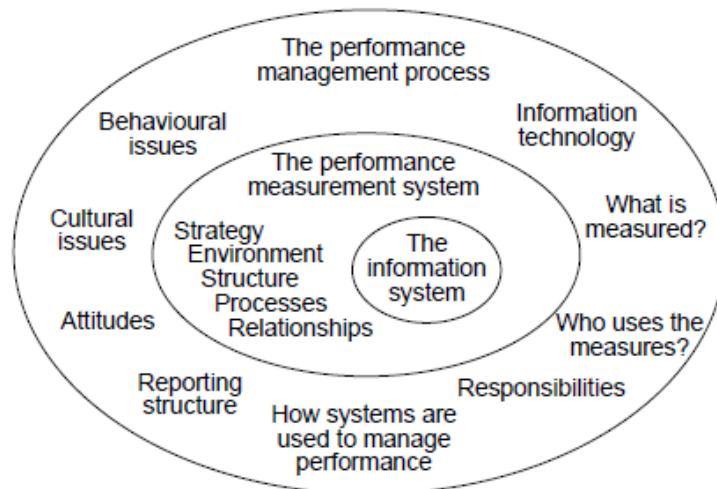 The performance
management process
Behavioural
issues
Information
technology
The performance
measurement system
Cultural
issues
What is
measured?
Strategy
Environment
Structure
Processes
Relationships
The
information
system
Attitudes
Who uses the
measures?
Reporting
structure
Responsibilities
How systems are
used to manage
performance